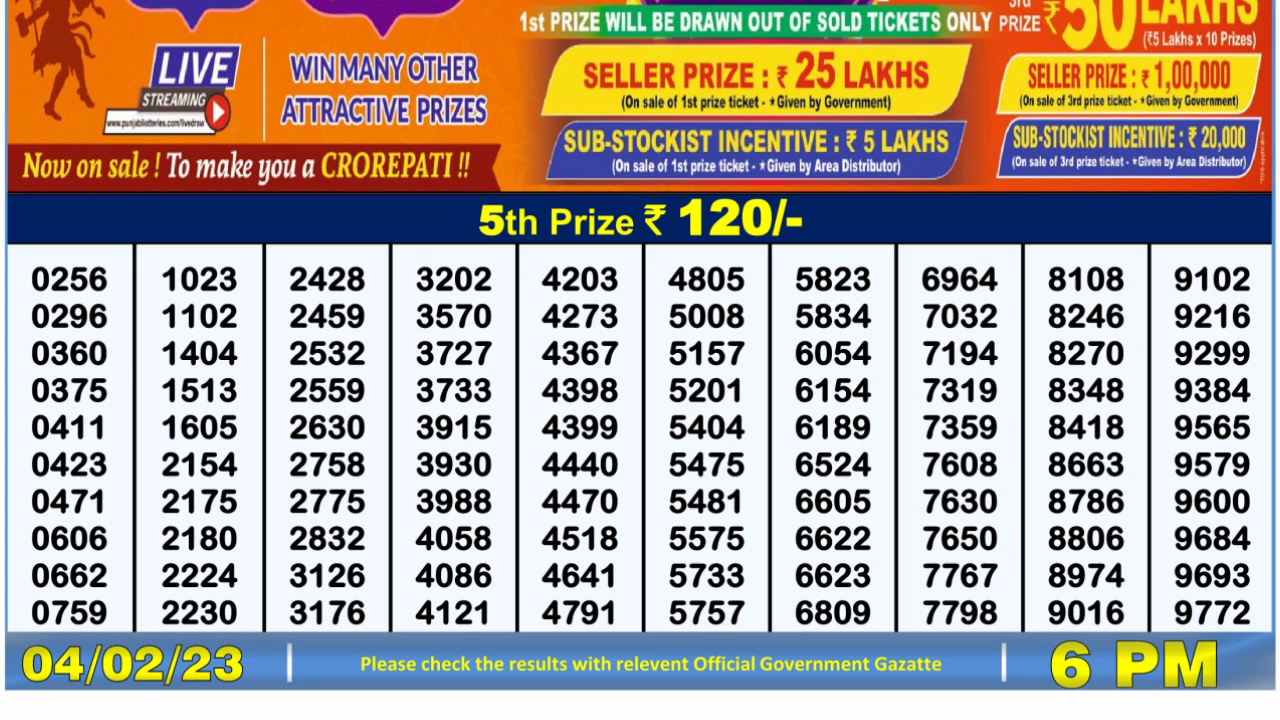 3rd
1st PRIZE WILL BE DRAWN OUT OF SOLD TICKETS ONLY PRIZE ₹ 50 LAKHS
(₹5 Lakhs x 10 Prizes)
LIVE
STREAMING
www.punjablotteries.com/livedraw
WIN MANY OTHER
ATTRACTIVE PRIZES
SELLER PRIZE : ₹ 25 LAKHS
(On sale of 1st prize ticket - *Given by Government)
SELLER PRIZE : ₹ 1,00,000
(On sale of 3rd prize ticket - *Given by Government)
SUB-STOCKIST INCENTIVE : ₹ 5 LAKHS
(On sale of 1st prize ticket - *Given by Area Distributor)
SUB-STOCKIST INCENTIVE : ₹ 20,000
(On sale of 3rd prize ticket - *Given by Area Distributor)
Now on sale ! To make you a CROREPATI !!
5th Prize ₹ 120/-
0256 1023 2428 3202 4203 4805 5823 6964 8108 9102
0296 1102 2459 3570 4273 5008 5834 7032 8246 9216
0360 1404 2532 3727 4367 5157 6054 7194 8270 9299
0375 1513 2559 3733 4398 5201 6154 7319 8348 9384
0411 1605 2630 3915 4399 5404 6189 7359 8418 9565
0423 2154 2758 3930 4440 5475 6524 7608 8663 9579
0471 2175 2775 3988 4470 5481 6605 7630 8786 9600
0606 2180 2832 4058 4518 5575 6622 7650 8806 9684
0662 2224 3126 4086 4641 5733 6623 7767 8974 9693
0759 2230 3176 4121 4791 5757 6809 7798 9016 9772
04/02/23 | Please check the results with relevent Official Government Gazatte | 6 PM